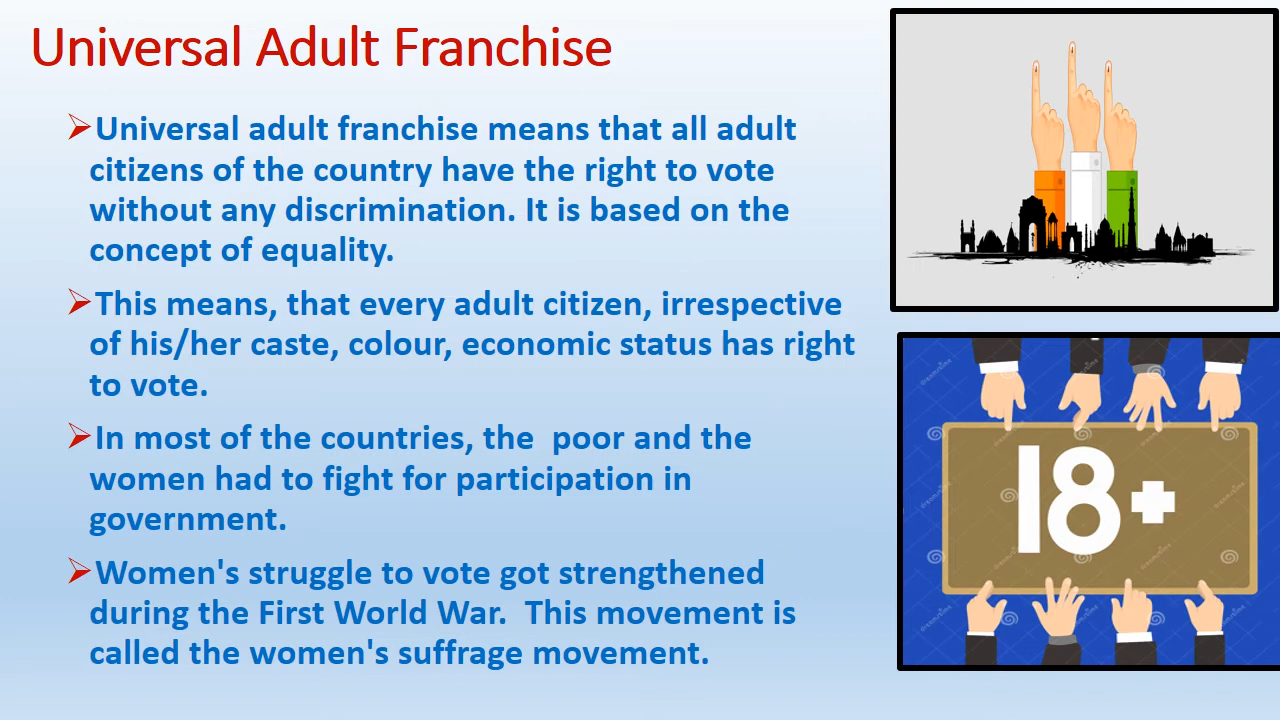 Universal Adult Franchise
Universal adult franchise means that all adult
citizens of the country have the right to vote
without any discrimination. It is based on the
concept of equality.
This means, that every adult citizen, irrespective
of his/her caste, colour, economic status has right
to vote.
In most of the countries, the  poor and the
women had to fight for participation in
government.
Women's struggle to vote got strengthened
during the First World War.  This movement is
called the women's suffrage movement.
18+